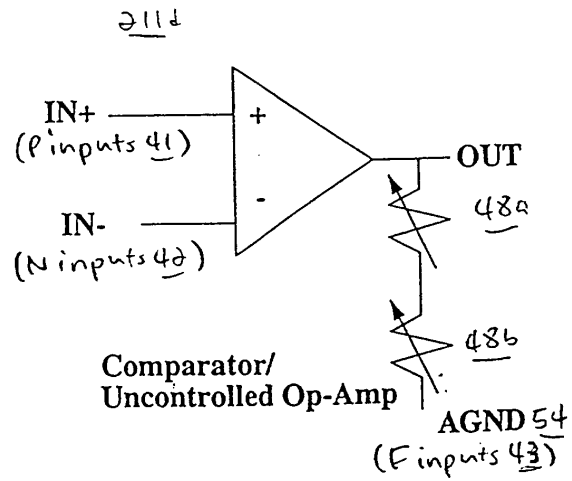 211d
IN+
+
(P inputs 41)
OUT
48a
IN-
-
(N inputs 42)
48b
Comparator/
Uncontrolled Op-Amp
AGND 54
(F inputs 43)